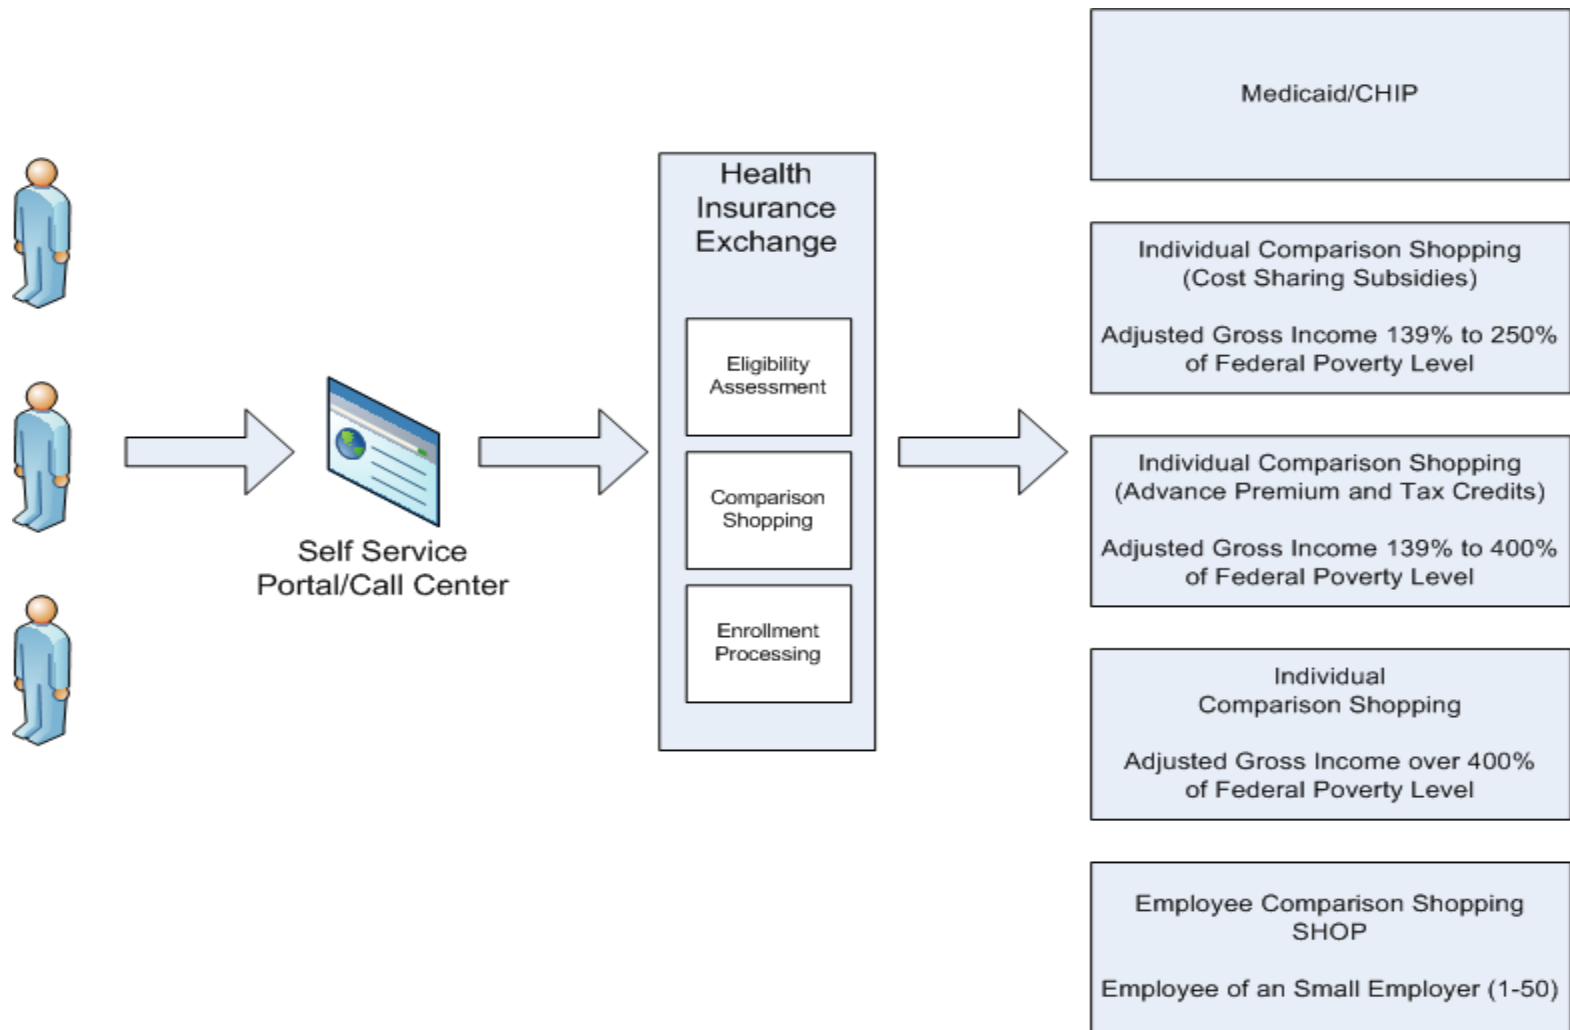 Self Service
Portal/Call Center
Health
Insurance
Exchange
Eligibility
Assessment
Comparison
Shopping
Enrollment
Processing
Medicaid/CHIP
Individual Comparison Shopping
(Cost Sharing Subsidies)
Adjusted Gross Income 139% to 250%
of Federal Poverty Level
Individual Comparison Shopping
(Advance Premium and Tax Credits)
Adjusted Gross Income 139% to 400%
of Federal Poverty Level
Individual
Comparison Shopping
Adjusted Gross Income over 400%
of Federal Poverty Level
Employee Comparison Shopping
SHOP
Employee of an Small Employer (1-50)